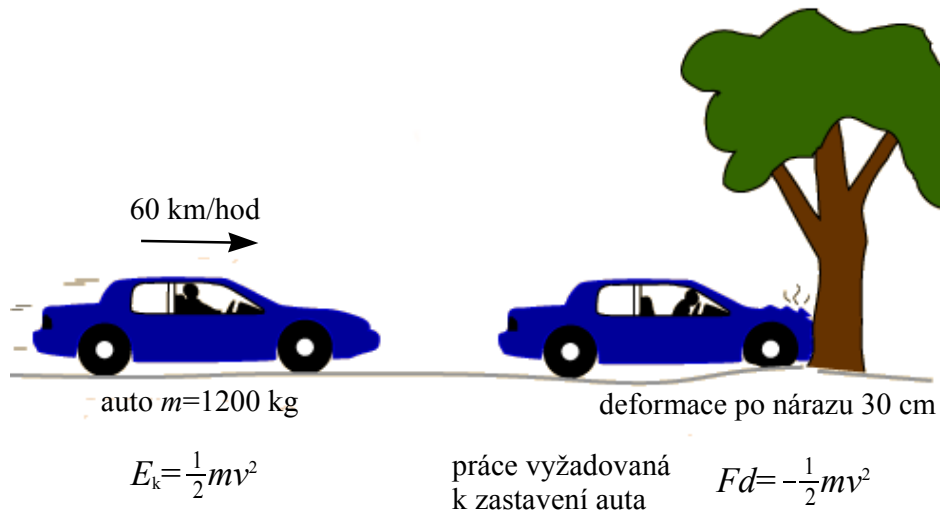 60 km/hod
auto m=1200 kg
deformace po nárazu 30 cm
Eₖ=½mv²
práce vyžadovaná
k zastavení auta
Fd=-½mv²